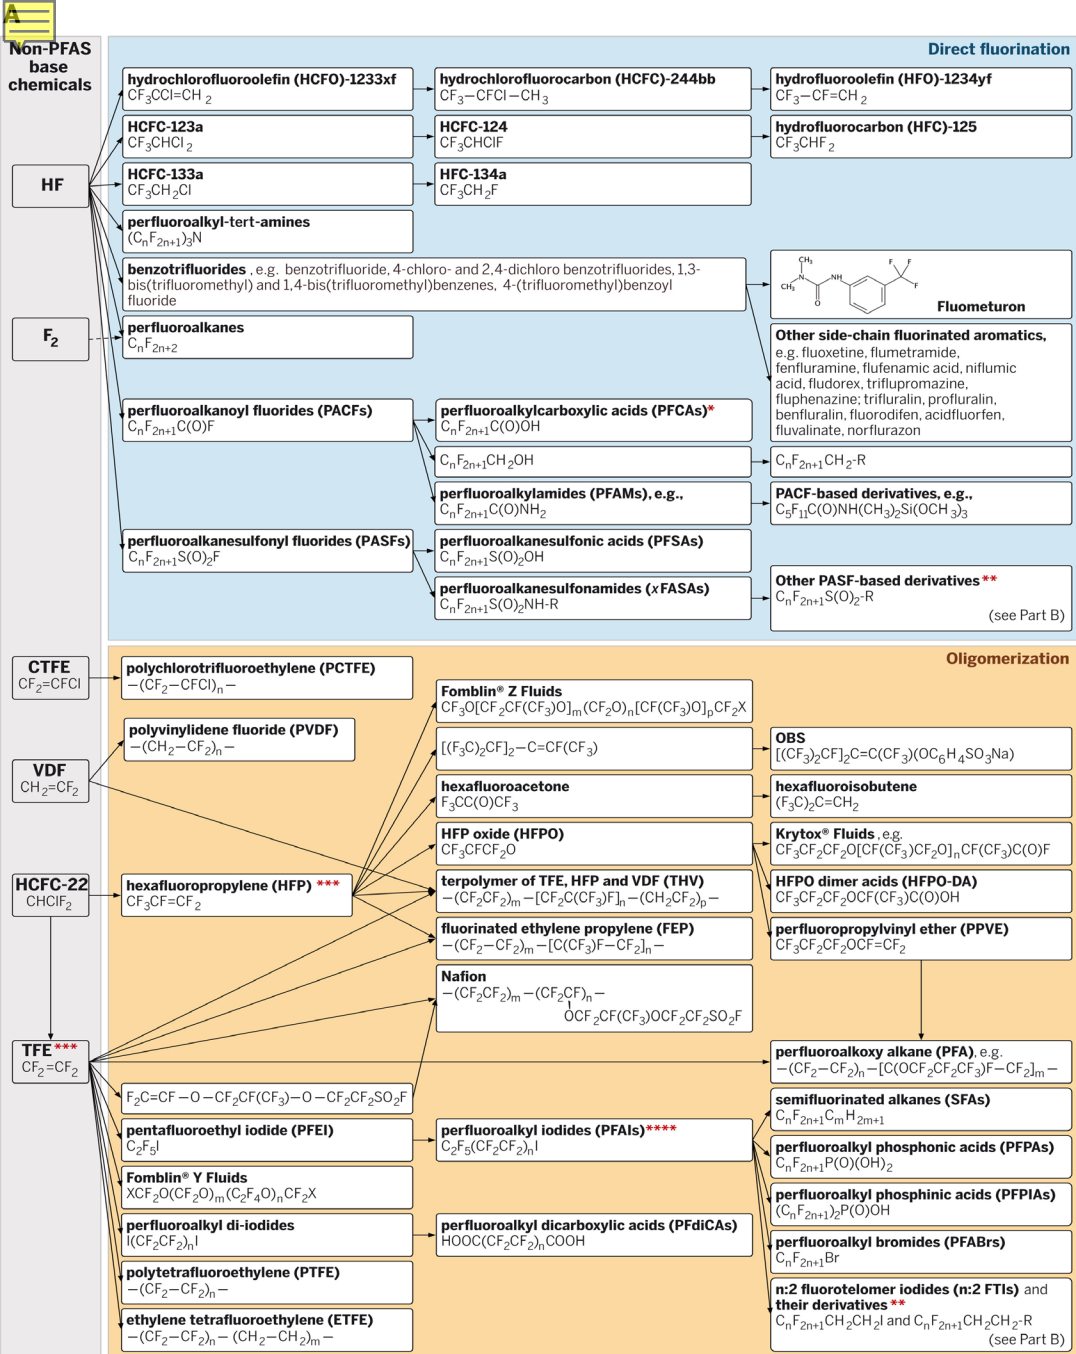 A
Non-PFAS
base
chemicals
Direct fluorination
hydrochlorofluoroolefin (HCFO)-1233xf
CF3CCl=CH2
hydrochlorofluorocarbon (HCFC)-244bb
CF3—CFCl—CH3
hydrofluoroolefin (HFO)-1234yf
CF3—CF=CH2
HCFC-123a
CF3CHCl2
HCFC-124
CF3CHClF
hydrofluorocarbon (HFC)-125
CF3CHF2
HF
HCFC-133a
CF3CH2Cl
HFC-134a
CF3CH2F
perfluoroalkyl-tert-amines
(CnF2n+1)3N
benzotrifluorides , e.g. benzotrifluoride, 4-chloro- and 2,4-dichloro benzotrifluorides, 1,3-
bis(trifluoromethyl) and 1,4-bis(trifluoromethyl)benzenes, 4-(trifluoromethyl)benzoyl
fluoride
CH3
N
CH3
O
NH
F
F
F
Fluometuron
F2
perfluoroalkanes
CnF2n+2
Other side-chain fluorinated aromatics,
e.g. fluoxetine, flumetramide,
fenfluramine, flufenamic acid, niflumic
acid, fludorex, triflupromazine,
fluphenazine; trifluralin, profluralin,
benfluralin, fluorodifen, acidfluorfen,
fluvalinate, norflurazon
perfluoroalkanoyl fluorides (PACFs)
CnF2n+1C(O)F
perfluoroalkylcarboxylic acids (PFCAs)*
CnF2n+1C(O)OH
CnF2n+1CH2OH
CnF2n+1CH2-R
perfluoroalkylamides (PFAMs), e.g.,
CnF2n+1C(O)NH2
PACF-based derivatives, e.g.,
C5F11C(O)NH(CH3)2Si(OCH3)3
perfluoroalkanesulfonyl fluorides (PASFs)
CnF2n+1S(O)2F
perfluoroalkanesulfonic acids (PFSAs)
CnF2n+1S(O)2OH
perfluoroalkanesulfonamides (xFASAs)
CnF2n+1S(O)2NH-R
Other PASF-based derivatives **
CnF2n+1S(O)2-R
(see Part B)
Oligomerization
CTFE
CF2=CFCl
polychlorotrifluoroethylene (PCTFE)
—(CF2—CFCl)n—
Fomblin® Z Fluids
CF3O[CF2CF(CF3)O]m(CF2O)n[CF(CF3)O]pCF2X
polyvinylidene fluoride (PVDF)
—(CH2—CF2)n—
[(F3C)2CF]2—C=CF(CF3)
OBS
[(CF3)2CF]2C=C(CF3)(OC6H4SO3Na)
VDF
CH2=CF2
hexafluoroacetone
F3CC(O)CF3
hexafluoroisobutene
(F3C)2C=CH2
HFP oxide (HFPO)
CF3CFCF2O
Krytox® Fluids, e.g.
CF3CF2CF2O[CF(CF3)CF2O]nCF(CF3)C(O)F
HCFC-22
CHClF2
hexafluoropropylene (HFP) ***
CF3CF=CF2
terpolymer of TFE, HFP and VDF (THV)
—(CF2CF2)m—[CF2C(CF3)F]n—(CH2CF2)p—
HFPO dimer acids (HFPO-DA)
CF3CF2CF2OCF(CF3)C(O)OH
fluorinated ethylene propylene (FEP)
—(CF2—CF2)m—[C(CF3)F—CF2]n—
perfluoropropylvinyl ether (PPVE)
CF3CF2CF2OCF=CF2
Nafion
—(CF2CF2)m—(CF2CF)n—
OCF2CF(CF3)OCF2CF2SO2F
TFE ***
CF2=CF2
perfluoroalkoxy alkane (PFA), e.g.
—(CF2—CF2)n—[C(OCF2CF2CF3)F—CF2]m—
F2C=CF—O—CF2CF(CF3)—O—CF2CF2SO2F
semifluorinated alkanes (SFAs)
CnF2n+1CmH2m+1
pentafluoroethyl iodide (PFEI)
C2F5I
perfluoroalkyl iodides (PFAIs)****
C2F5(CF2CF2)nI
perfluoroalkyl phosphonic acids (PFPAs)
CnF2n+1P(O)(OH)2
Fomblin® Y Fluids
XCF2O(CF2O)m(C2F4O)nCF2X
perfluoroalkyl phosphinic acids (PFPIAs)
(CnF2n+1)2P(O)OH
perfluoroalkyl di-iodides
I(CF2CF2)nI
perfluoroalkyl dicarboxylic acids (PFdiCAs)
HOOC(CF2CF2)nCOOH
perfluoroalkyl bromides (PFABrs)
CnF2n+1Br
polytetrafluoroethylene (PTFE)
—(CF2—CF2)n—
n:2 fluorotelomer iodides (n:2 FTIs) and
their derivatives **
CnF2n+1CH2CH2I and CnF2n+1CH2CH2-R
(see Part B)
ethylene tetrafluoroethylene (ETFE)
—(CF2—CF2)n—(CH2—CH2)m—